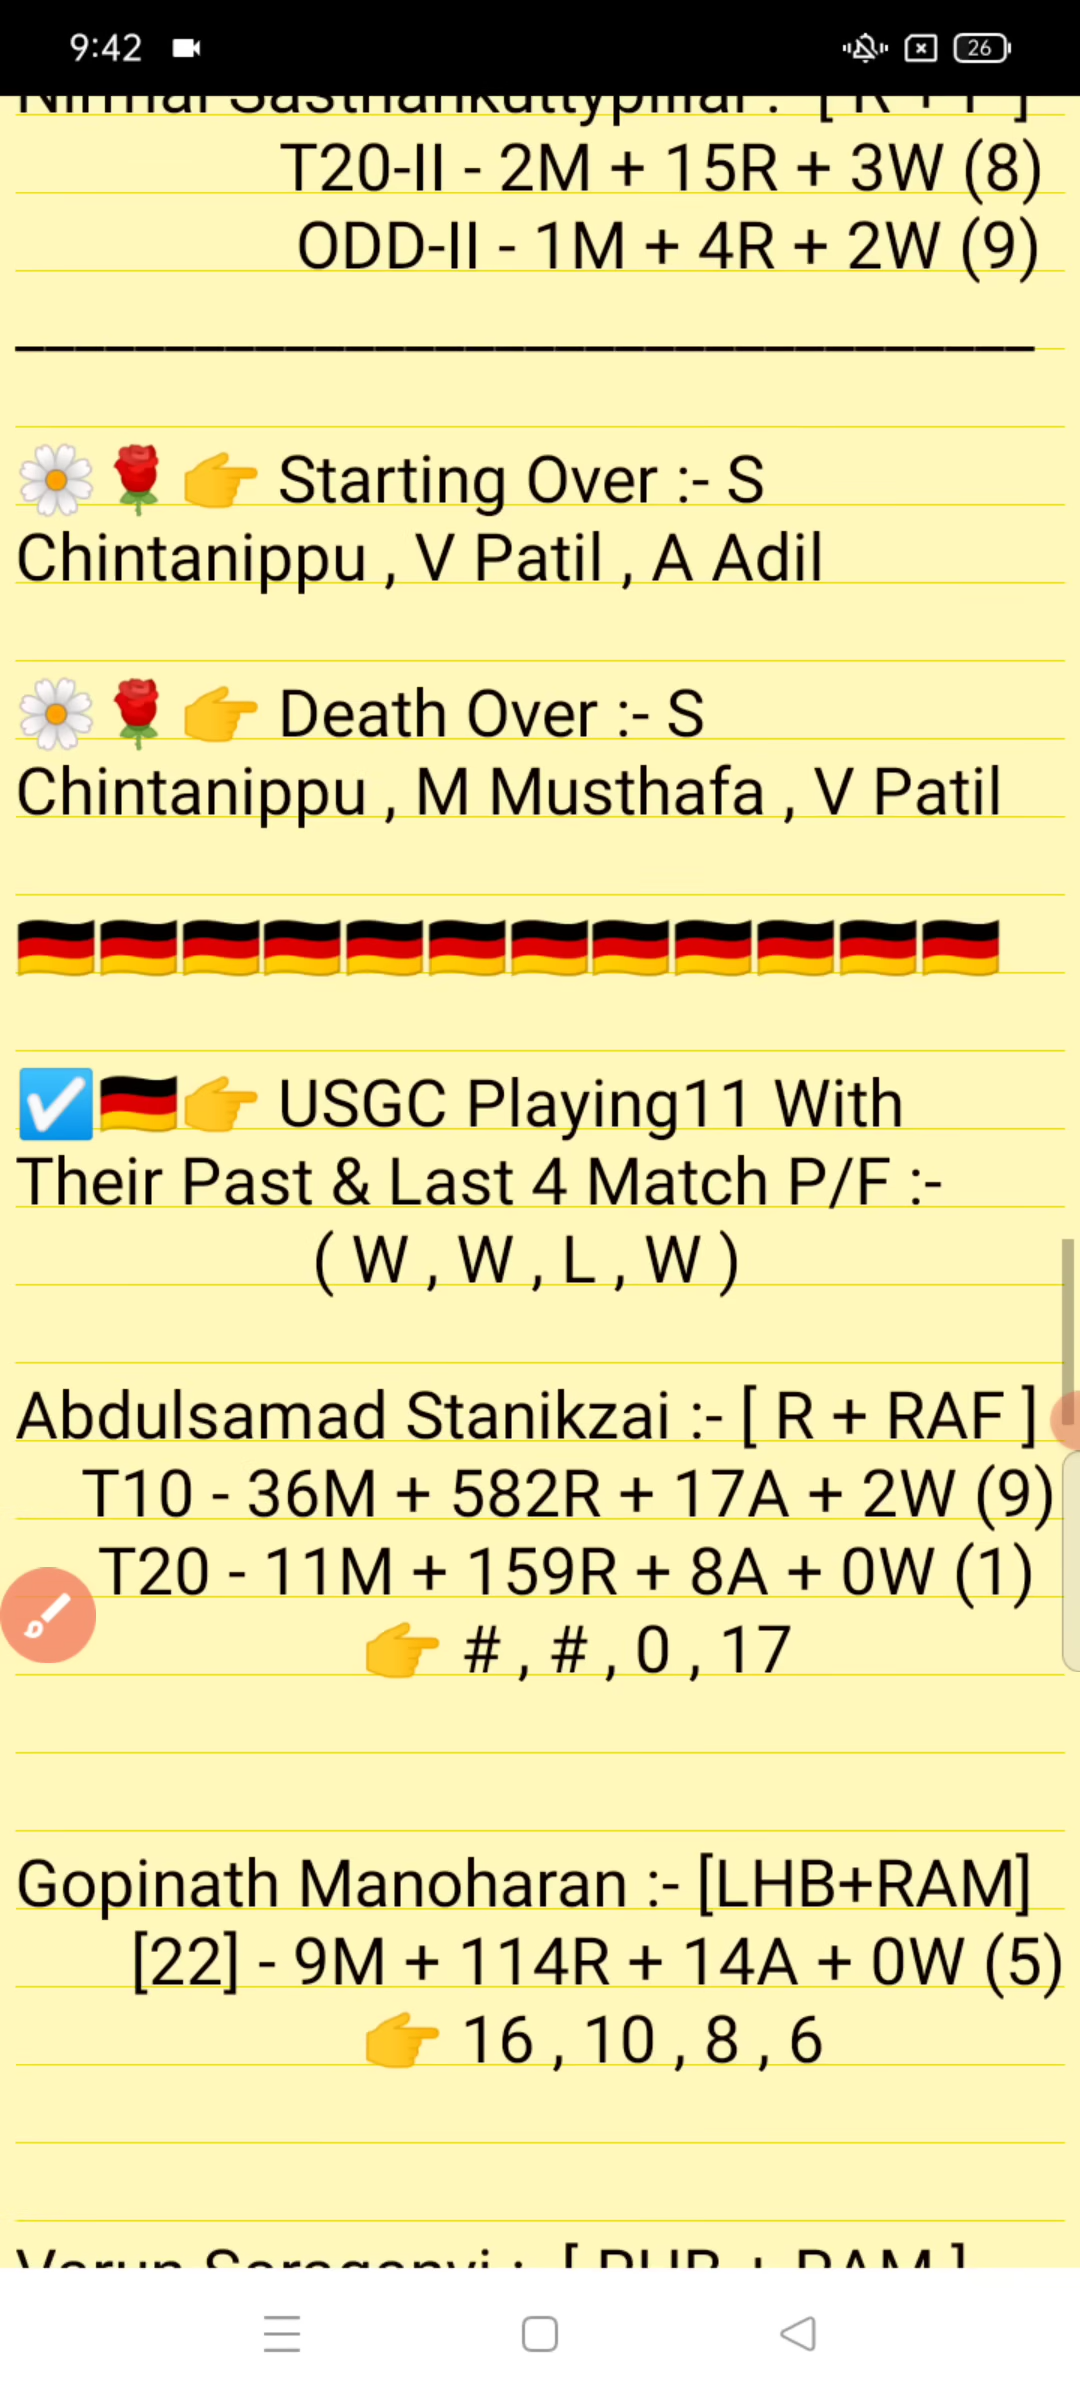 9:42
26
T20-II - 2M + 15R + 3W (8)
ODD-II - 1M + 4R + 2W (9)
__________________________________
🌼🌹👉 Starting Over :- S
Chintanippu , V Patil , A Adil
🌼🌹👉 Death Over :- S
Chintanippu , M Musthafa , V Patil
🇩🇪🇩🇪🇩🇪🇩🇪🇩🇪🇩🇪🇩🇪🇩🇪🇩🇪🇩🇪🇩🇪🇩🇪
☑️🇩🇪👉 USGC Playing11 With
Their Past & Last 4 Match P/F :-
( W , W , L , W )
Abdulsamad Stanikzai :- [ R + RAF ]
T10 - 36M + 582R + 17A + 2W (9)
T20 - 11M + 159R + 8A + 0W (1)
👉 # , # , 0 , 17
Gopinath Manoharan :- [LHB+RAM]
[22] - 9M + 114R + 14A + 0W (5)
👉 16 , 10 , 8 , 6